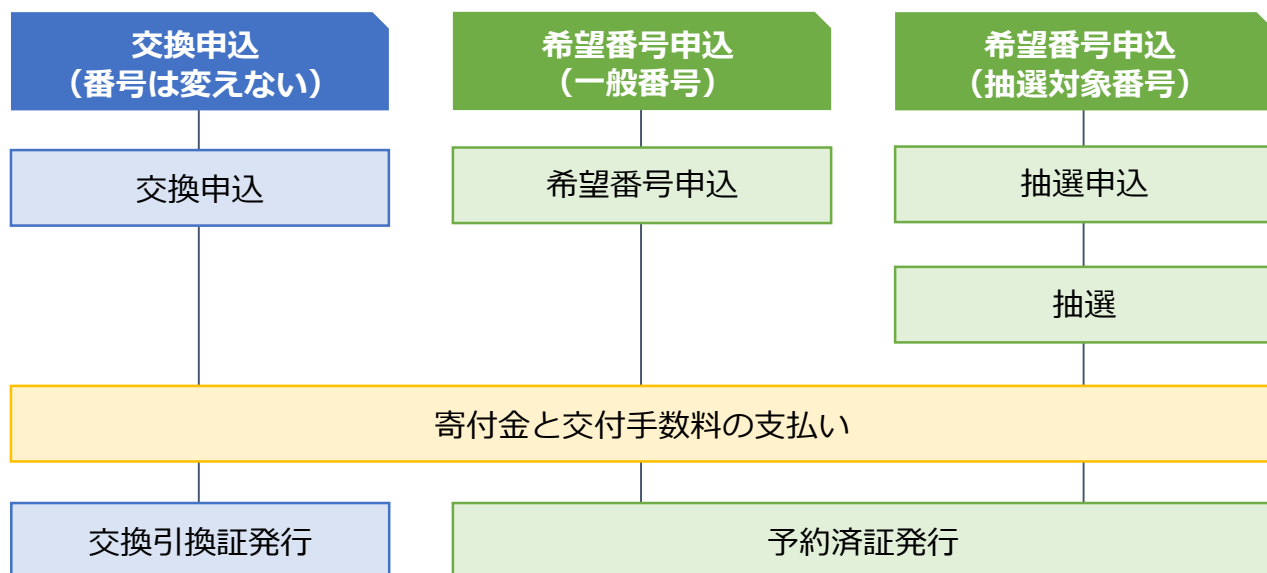 交換申込
（番号は変えない）
希望番号申込
（一般番号）
希望番号申込
（抽選対象番号）
交換申込
希望番号申込
抽選申込
抽選
寄付金と交付手数料の支払い
交換引換証発行
予約済証発行